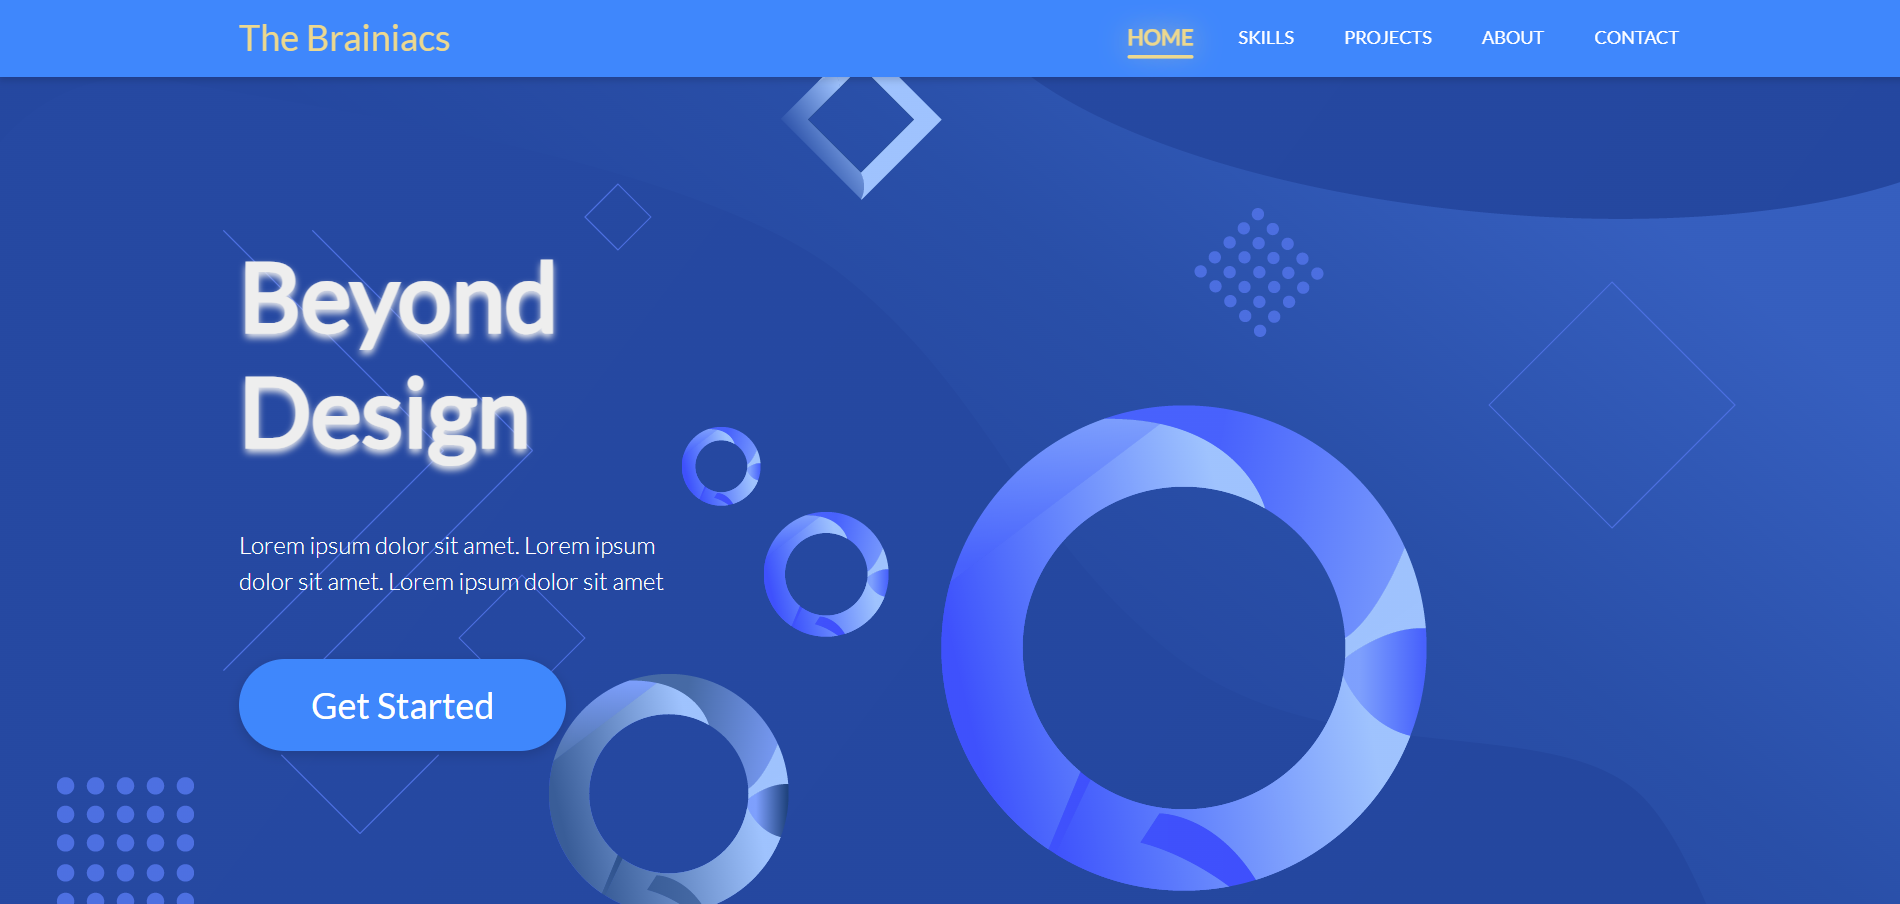 The Brainiacs
HOME SKILLS PROJECTS ABOUT CONTACT
Beyond
Design
Lorem ipsum dolor sit amet. Lorem ipsum
dolor sit amet. Lorem ipsum dolor sit amet
Get Started